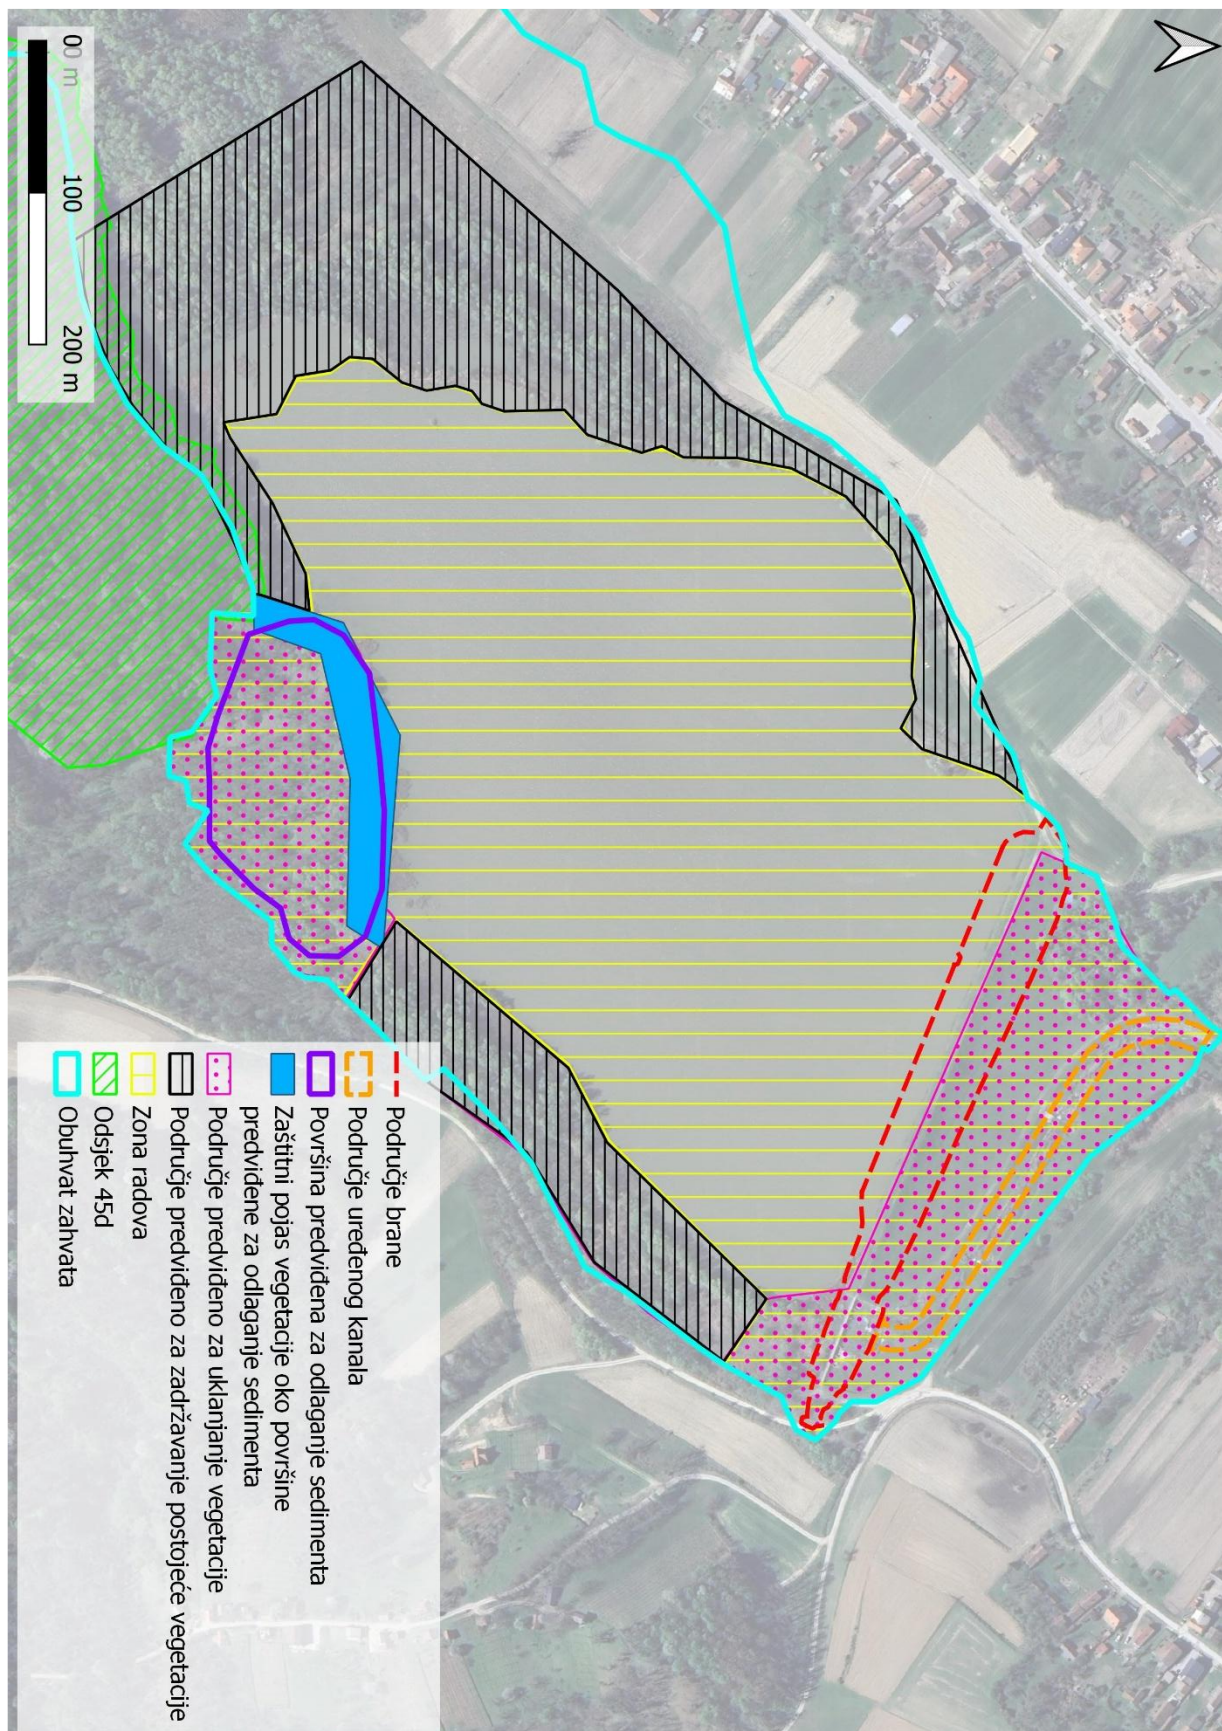 00 m 100 200 m
Područje brane
Područje uređenog kanala
Površina predviđena za odlaganje sedimenta
Zaštitni pojas vegetacije oko površine
predviđene za odlaganje sedimenta
Područje predviđeno za uklanjanje vegetacije
Područje predviđeno za zadržavanje postojeće vegetacije
Zona radova
Odsjek 45d
Obuhvat zahvata